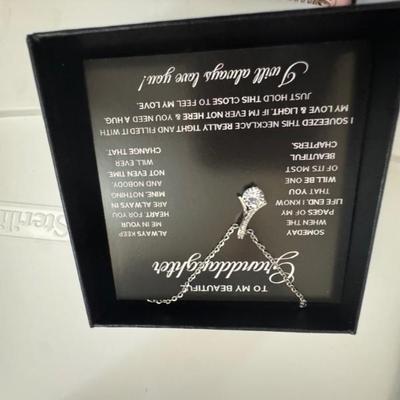 TO MY BEAUTIFUL
Granddaughter
SOMEDAY
WHEN THE
PAGES OF MY
LIFE END, I KNOW
THAT YOU
WILL BE ONE
OF ITS MOST
BEAUTIFUL
CHAPTERS.
ALWAYS KEEP
ME IN YOUR
HEART FOR YOU
ARE ALWAYS IN
MINE. NOTHING,
AND NOBODY,
NOT EVEN TIME,
WILL EVER
CHANGE THAT.
I SQUEEZED THIS NECKLACE REALLY TIGHT AND FILLED IT WITH
MY LOVE & LIGHT. IF I'M EVER NOT HERE & YOU NEED A HUG,
JUST HOLD THIS CLOSE TO FEEL MY LOVE.
I will always love you!
Sterili